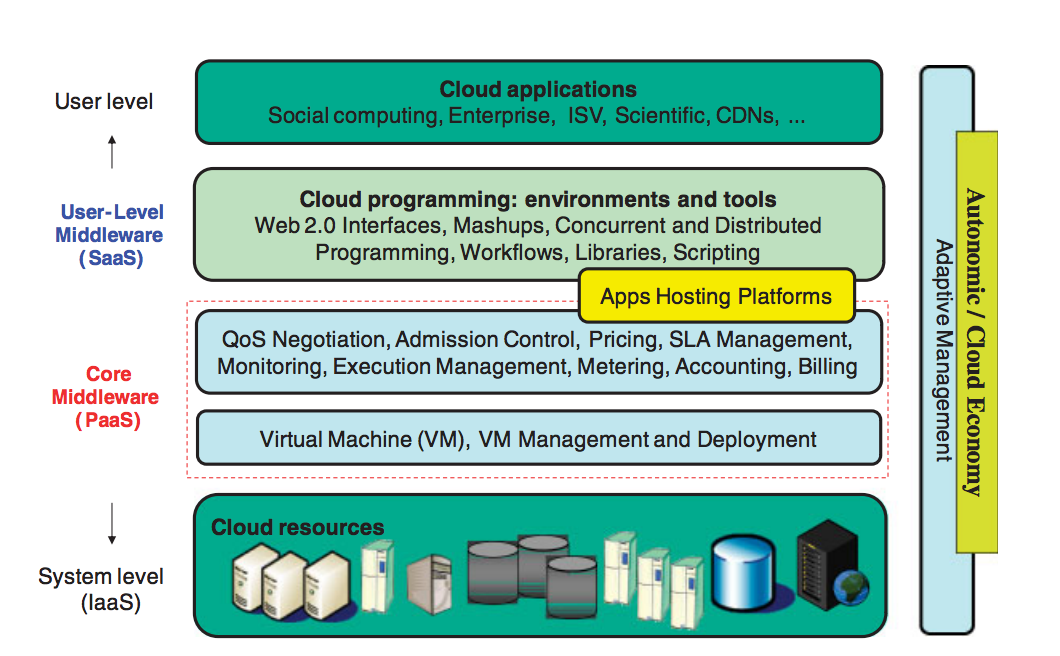 User level
Cloud applications
Social computing, Enterprise, ISV, Scientific, CDNs, ...
User-Level
Middleware
(SaaS)
Cloud programming: environments and tools
Web 2.0 Interfaces, Mashups, Concurrent and Distributed
Programming, Workflows, Libraries, Scripting
Apps Hosting Platforms
Core
Middleware
(PaaS)
QoS Negotiation, Admission Control, Pricing, SLA Management,
Monitoring, Execution Management, Metering, Accounting, Billing
Virtual Machine (VM), VM Management and Deployment
System level
(IaaS)
Cloud resources
Adaptive Management
Autonomic / Cloud Economy